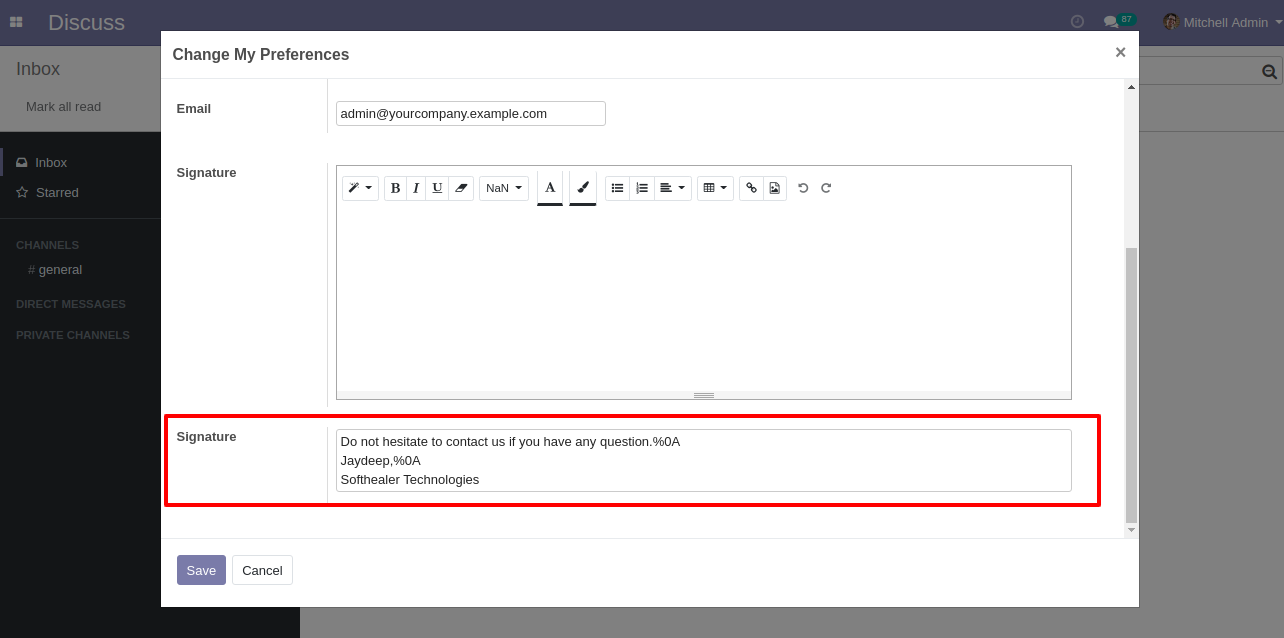 Discuss
87
Mitchell Admin
Change My Preferences
×
Inbox
Mark all read
Email
admin@yourcompany.example.com
Inbox
Starred
Signature
B I U
NaN
A
CHANNELS
# general
DIRECT MESSAGES
PRIVATE CHANNELS
Signature
Do not hesitate to contact us if you have any question.%0A
Jaydeep,%0A
Softhealer Technologies
Save
Cancel